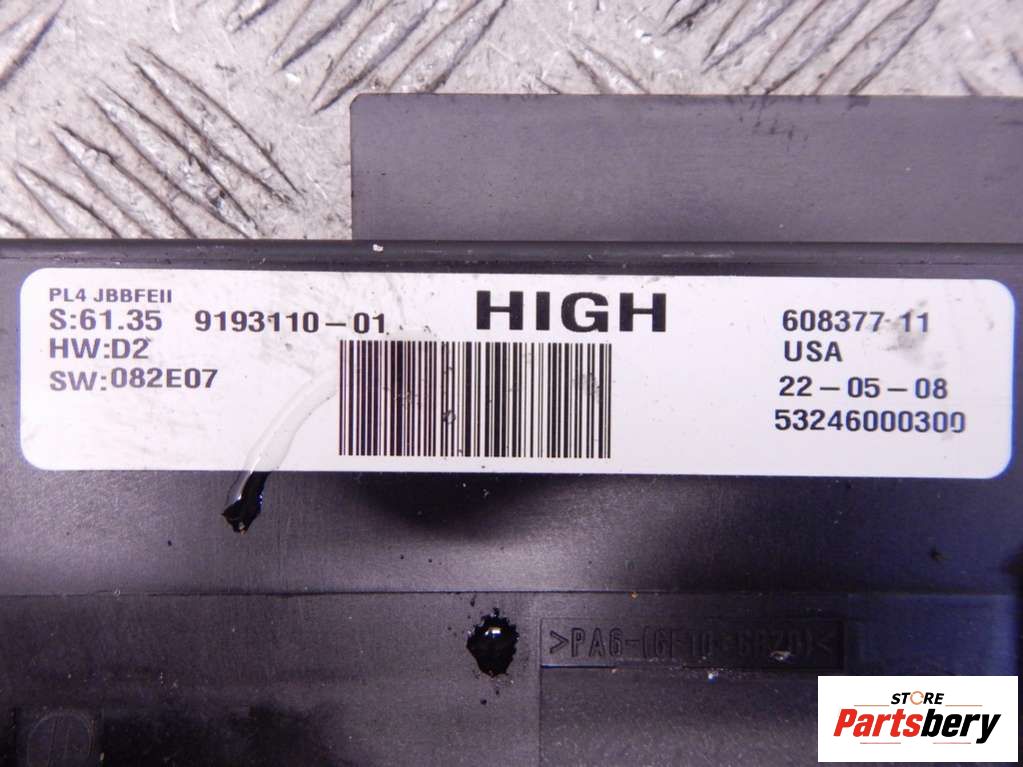 PL4 JBBFEII
S:61.35 9193110-01 HIGH 608377 11
HW:D2 USA
SW:082E07 22-05-08
53246000300
STORE
Partsbery